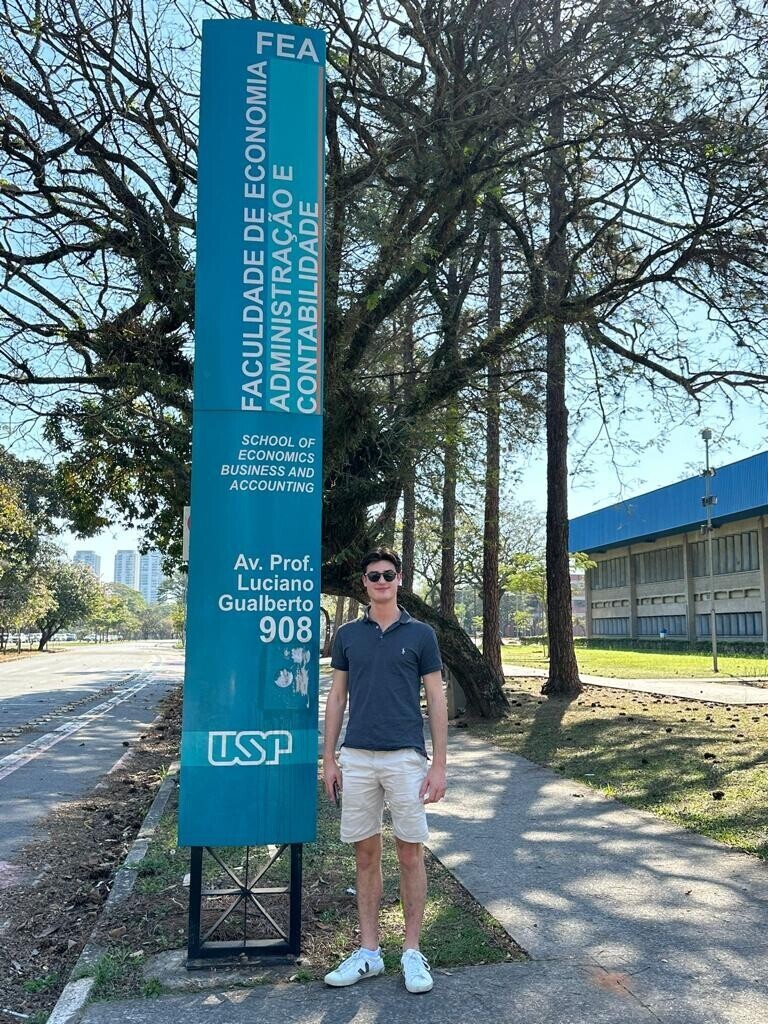 FEA
FACULDADE DE ECONOMIA
ADMINISTRAÇÃO E
CONTABILIDADE
SCHOOL OF
ECONOMICS
BUSINESS AND
ACCOUNTING
Av. Prof.
Luciano
Gualberto
908
USP